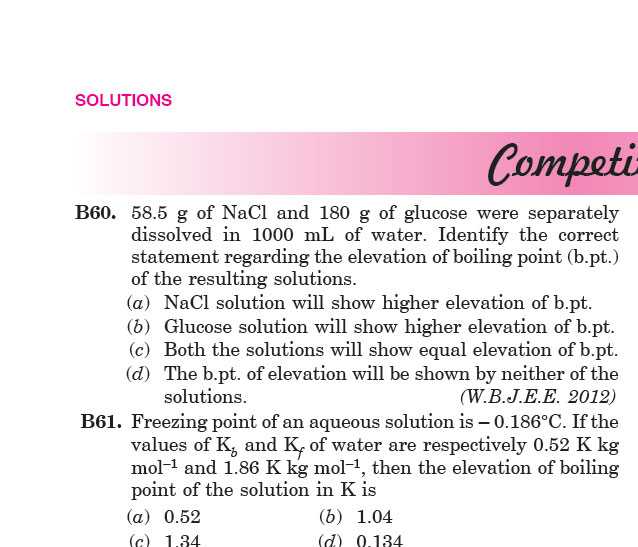 SOLUTIONS
B60. 58.5 g of NaCl and 180 g of glucose were separately
dissolved in 1000 mL of water. Identify the correct
statement regarding the elevation of boiling point (b.pt.)
of the resulting solutions.
(a) NaCl solution will show higher elevation of b.pt.
(b) Glucose solution will show higher elevation of b.pt.
(c) Both the solutions will show equal elevation of b.pt.
(d) The b.pt. of elevation will be shown by neither of the
solutions. (W.B.J.E.E. 2012)
B61. Freezing point of an aqueous solution is – 0.186°C. If the
values of K_b and K_f of water are respectively 0.52 K kg
mol⁻¹ and 1.86 K kg mol⁻¹, then the elevation of boiling
point of the solution in K is
(a) 0.52 (b) 1.04
(c) 1.34 (d) 0.134